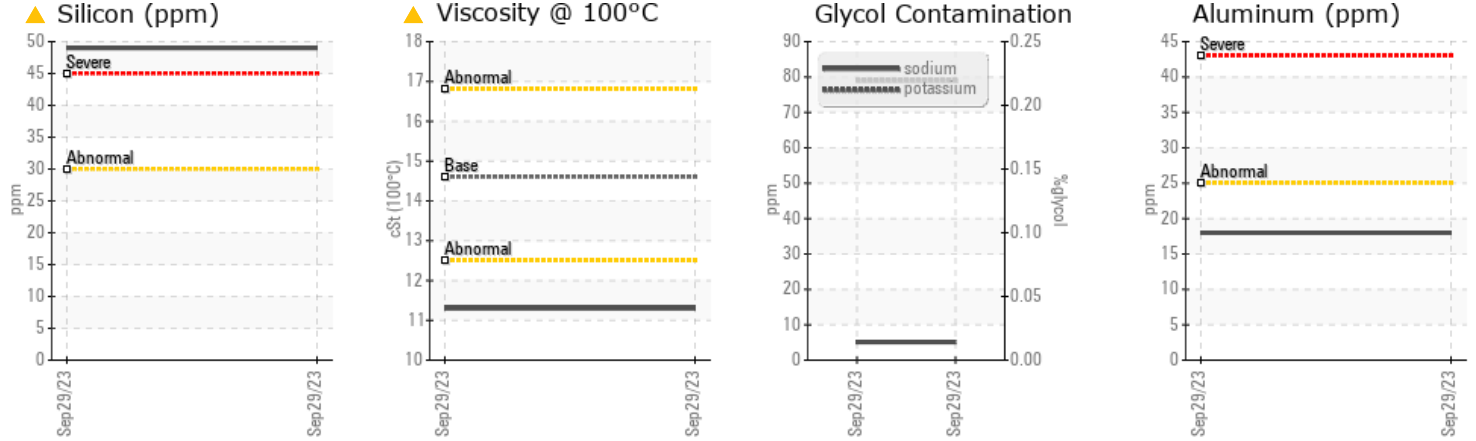 Silicon (ppm)
50
45
40
35
30
25
20
15
10
5
0
ppm
Severe
Abnormal
Sep29/23
Sep29/23
Viscosity @ 100°C
18
17
16
15
14
13
12
11
10
cSt (100°C)
Abnormal
Base
Abnormal
Sep29/23
Sep29/23
Glycol Contamination
90
80
70
60
50
40
30
20
10
0
ppm
sodium
potassium
0.25
0.20
0.15
0.10
0.05
0.00
%glycol
Sep29/23
Sep29/23
Aluminum (ppm)
45
40
35
30
25
20
15
10
5
0
ppm
Severe
Abnormal
Sep29/23
Sep29/23